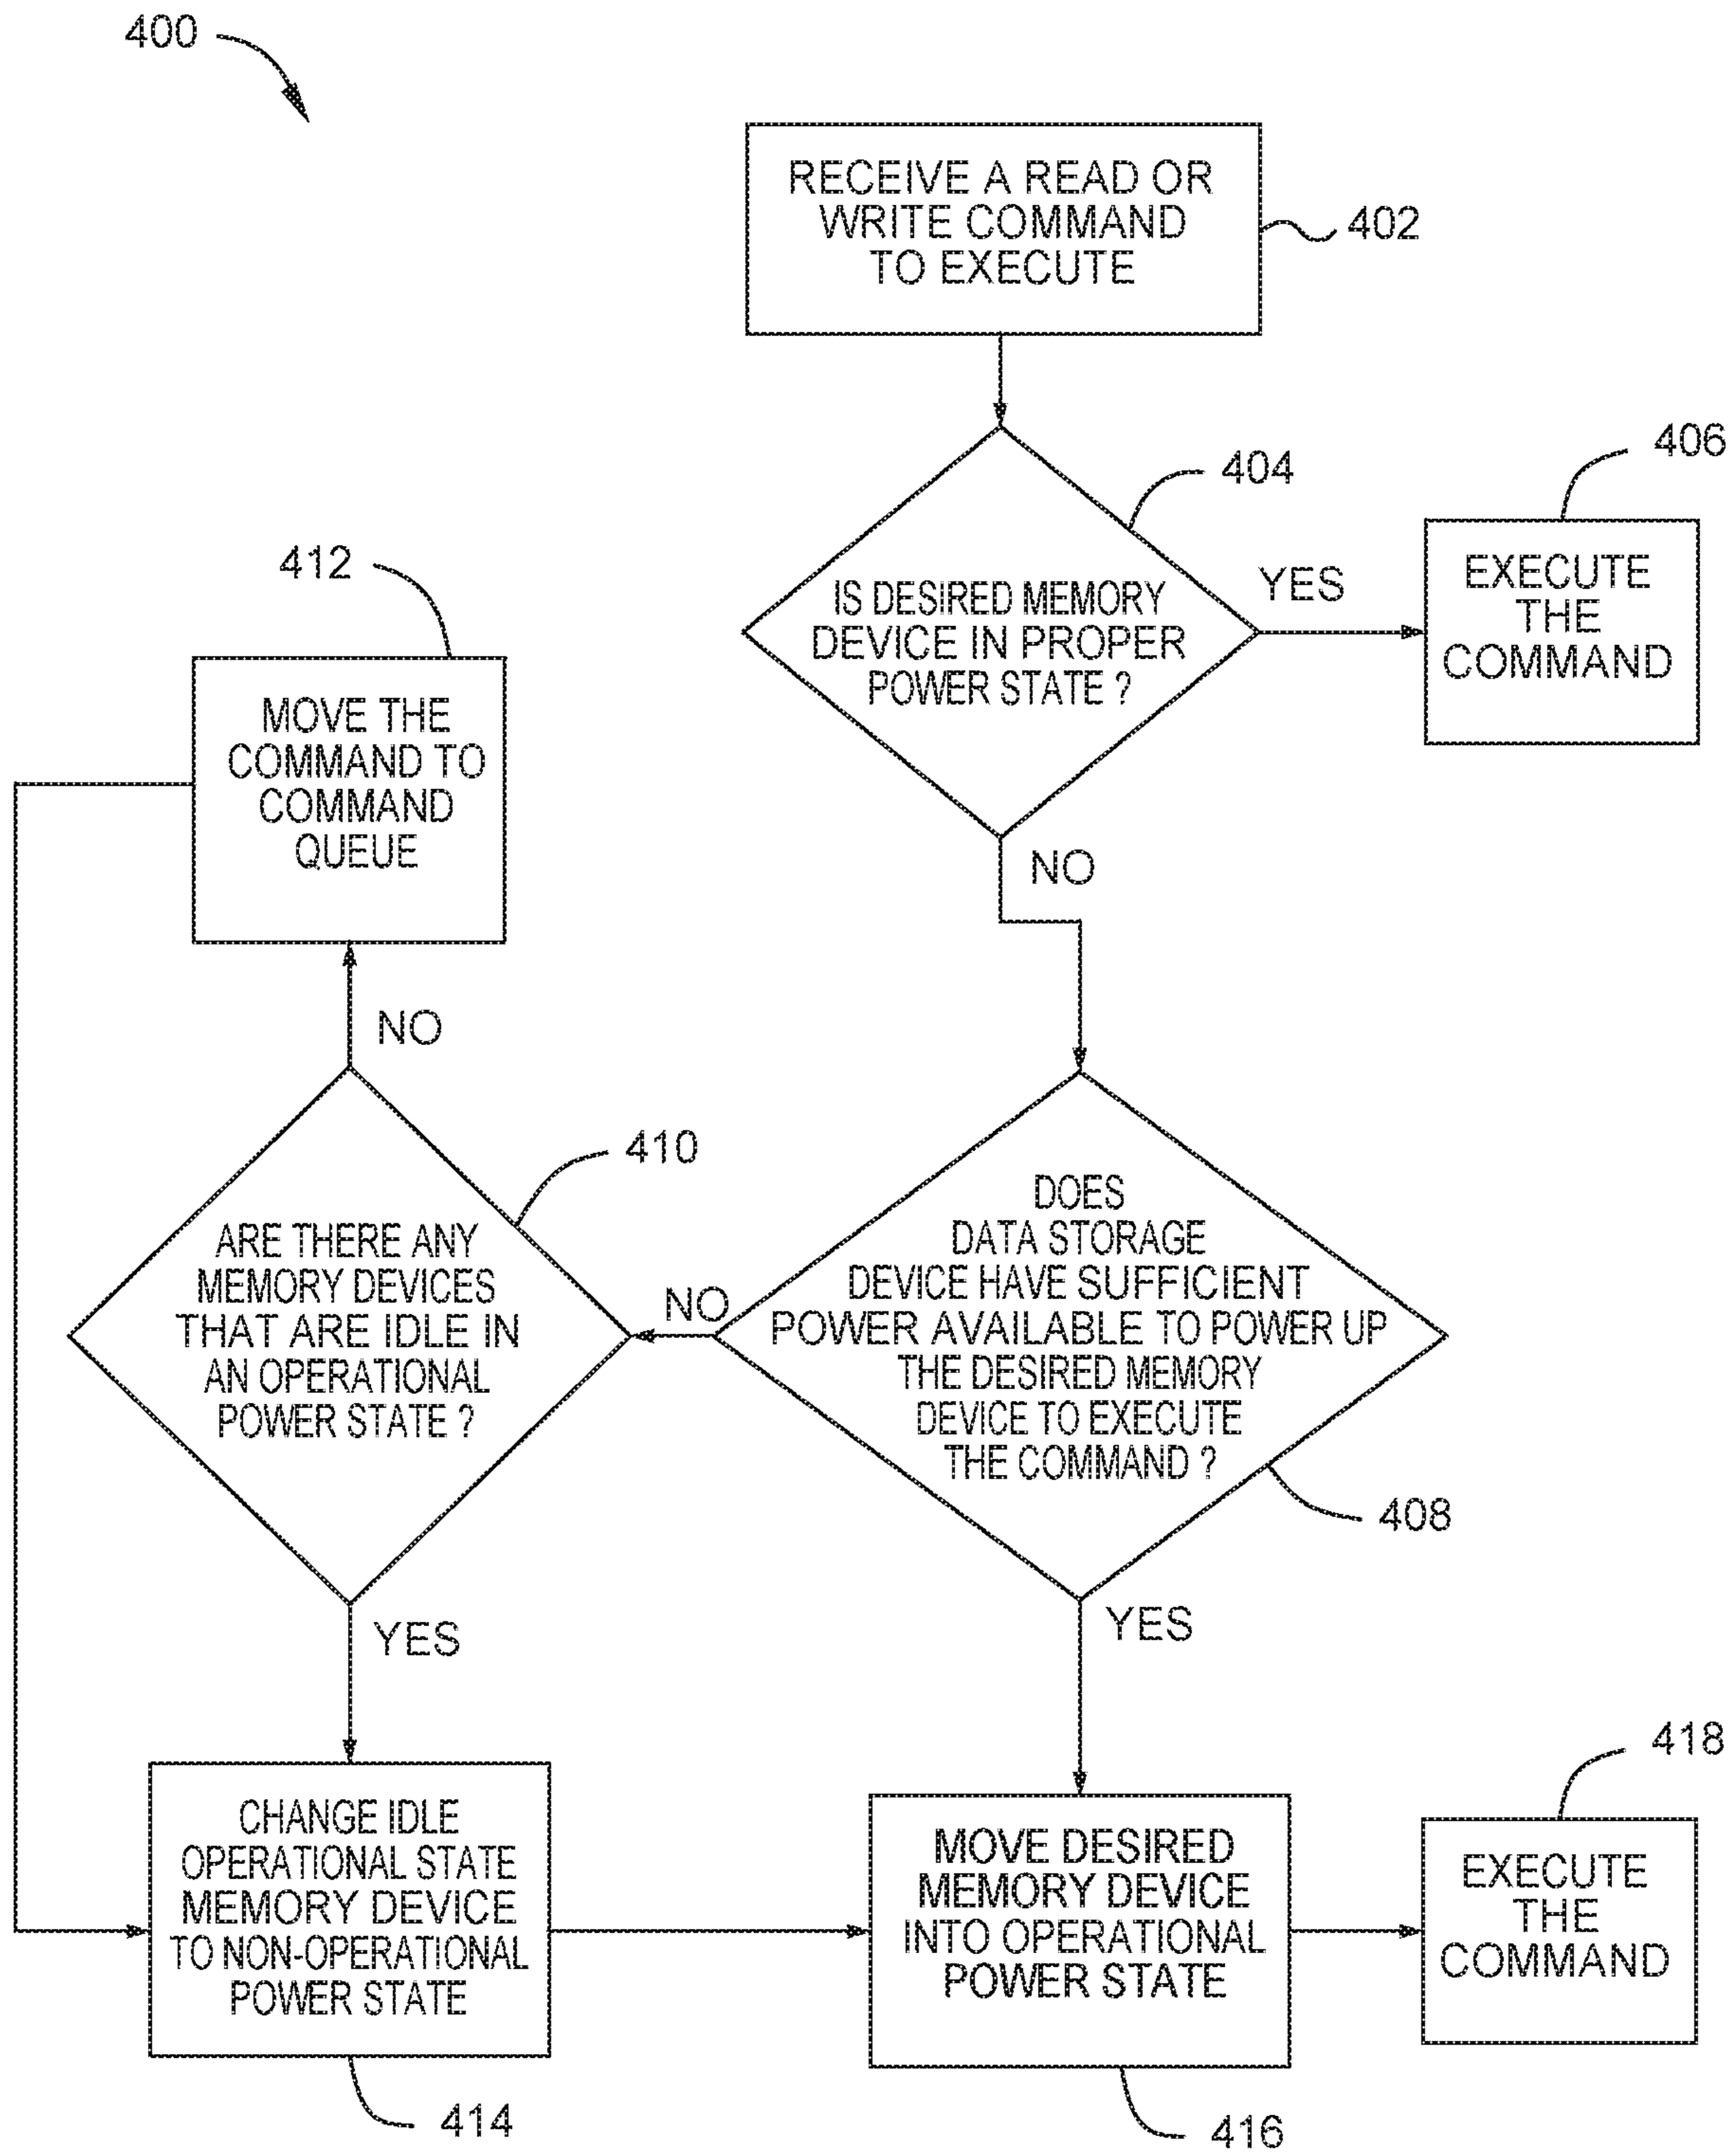 400
RECEIVE A READ OR
WRITE COMMAND
TO EXECUTE
402
404
IS DESIRED MEMORY
DEVICE IN PROPER
POWER STATE ?
YES
406
EXECUTE
THE
COMMAND
NO
412
MOVE THE
COMMAND TO
COMMAND
QUEUE
NO
410
ARE THERE ANY
MEMORY DEVICES
THAT ARE IDLE IN
AN OPERATIONAL
POWER STATE ?
NO
DOES
DATA STORAGE
DEVICE HAVE SUFFICIENT
POWER AVAILABLE TO POWER UP
THE DESIRED MEMORY
DEVICE TO EXECUTE
THE COMMAND ?
408
YES
YES
CHANGE IDLE
OPERATIONAL STATE
MEMORY DEVICE
TO NON-OPERATIONAL
POWER STATE
414
MOVE DESIRED
MEMORY DEVICE
INTO OPERATIONAL
POWER STATE
416
418
EXECUTE
THE
COMMAND